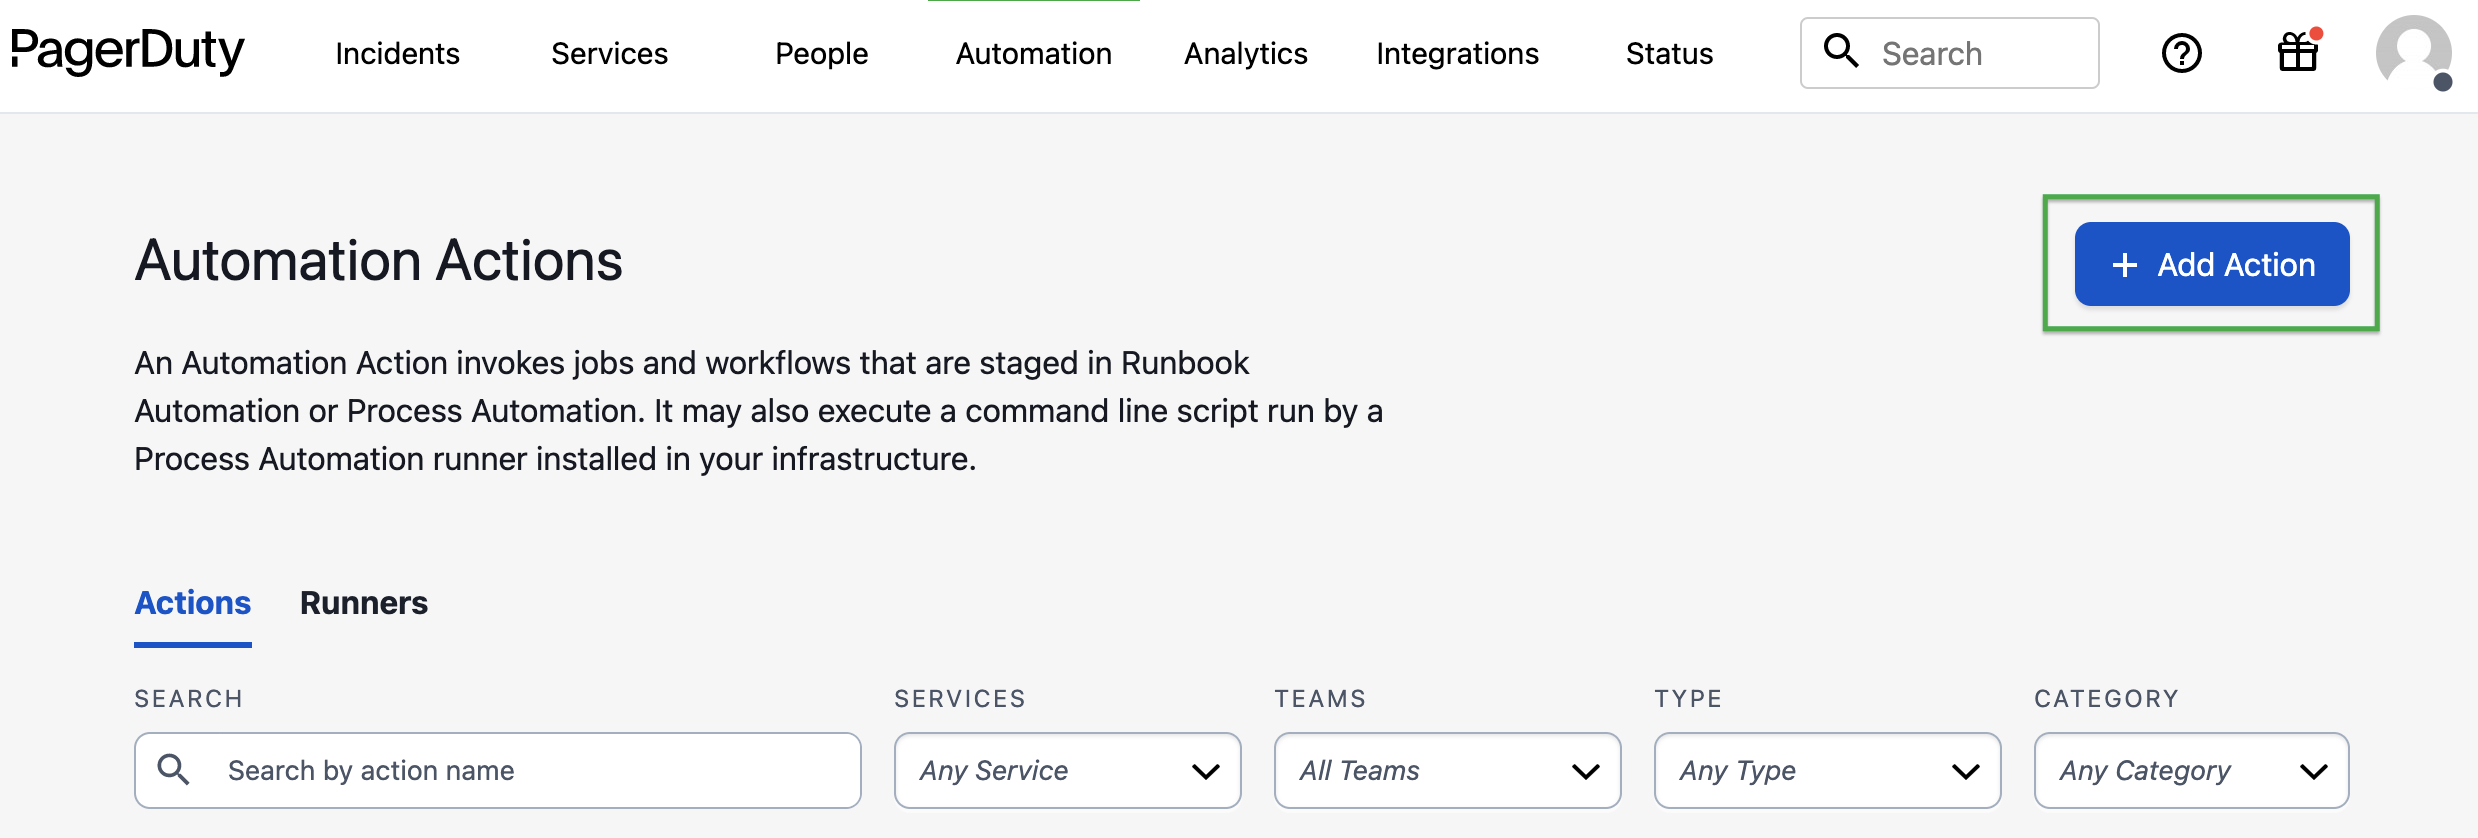 PagerDuty Incidents Services People Automation Analytics Integrations Status Search
Automation Actions
+ Add Action
An Automation Action invokes jobs and workflows that are staged in Runbook
Automation or Process Automation. It may also execute a command line script run by a
Process Automation runner installed in your infrastructure.
Actions Runners
SEARCH SERVICES TEAMS TYPE CATEGORY
Search by action name Any Service All Teams Any Type Any Category